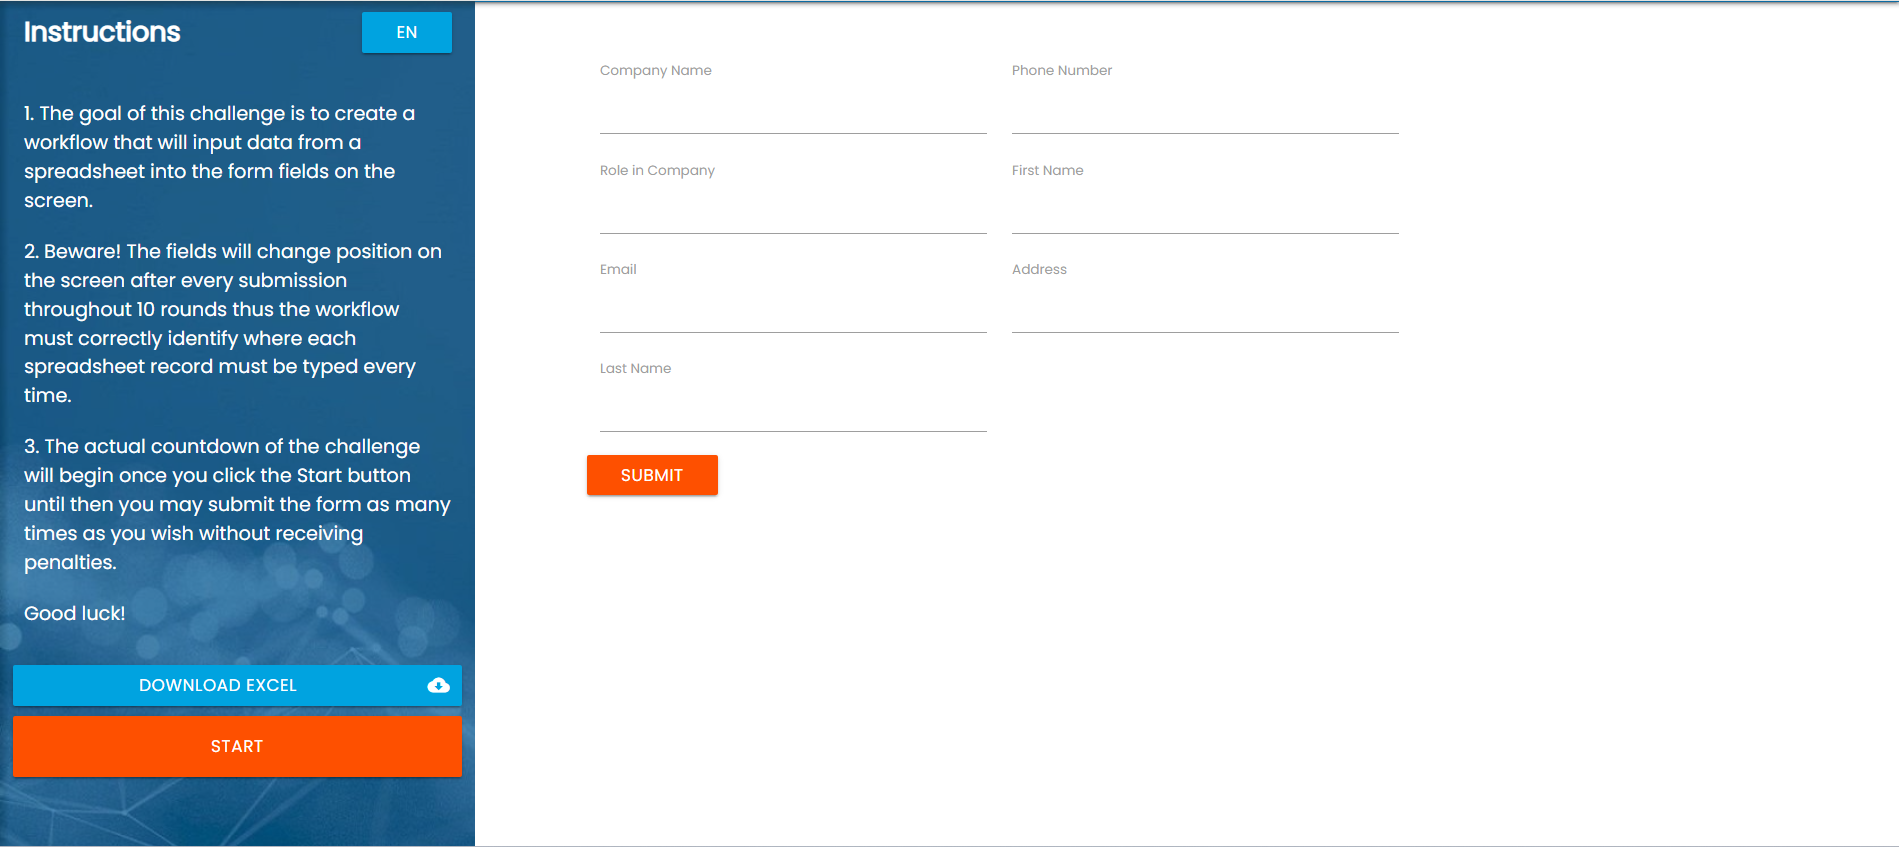 Instructions
EN
1. The goal of this challenge is to create a
workflow that will input data from a
spreadsheet into the form fields on the
screen.
2. Beware! The fields will change position on
the screen after every submission
throughout 10 rounds thus the workflow
must correctly identify where each
spreadsheet record must be typed every
time.
3. The actual countdown of the challenge
will begin once you click the Start button
until then you may submit the form as many
times as you wish without receiving
penalties.
Good luck!
DOWNLOAD EXCEL
START
Company Name
Phone Number
Role in Company
First Name
Email
Address
Last Name
SUBMIT